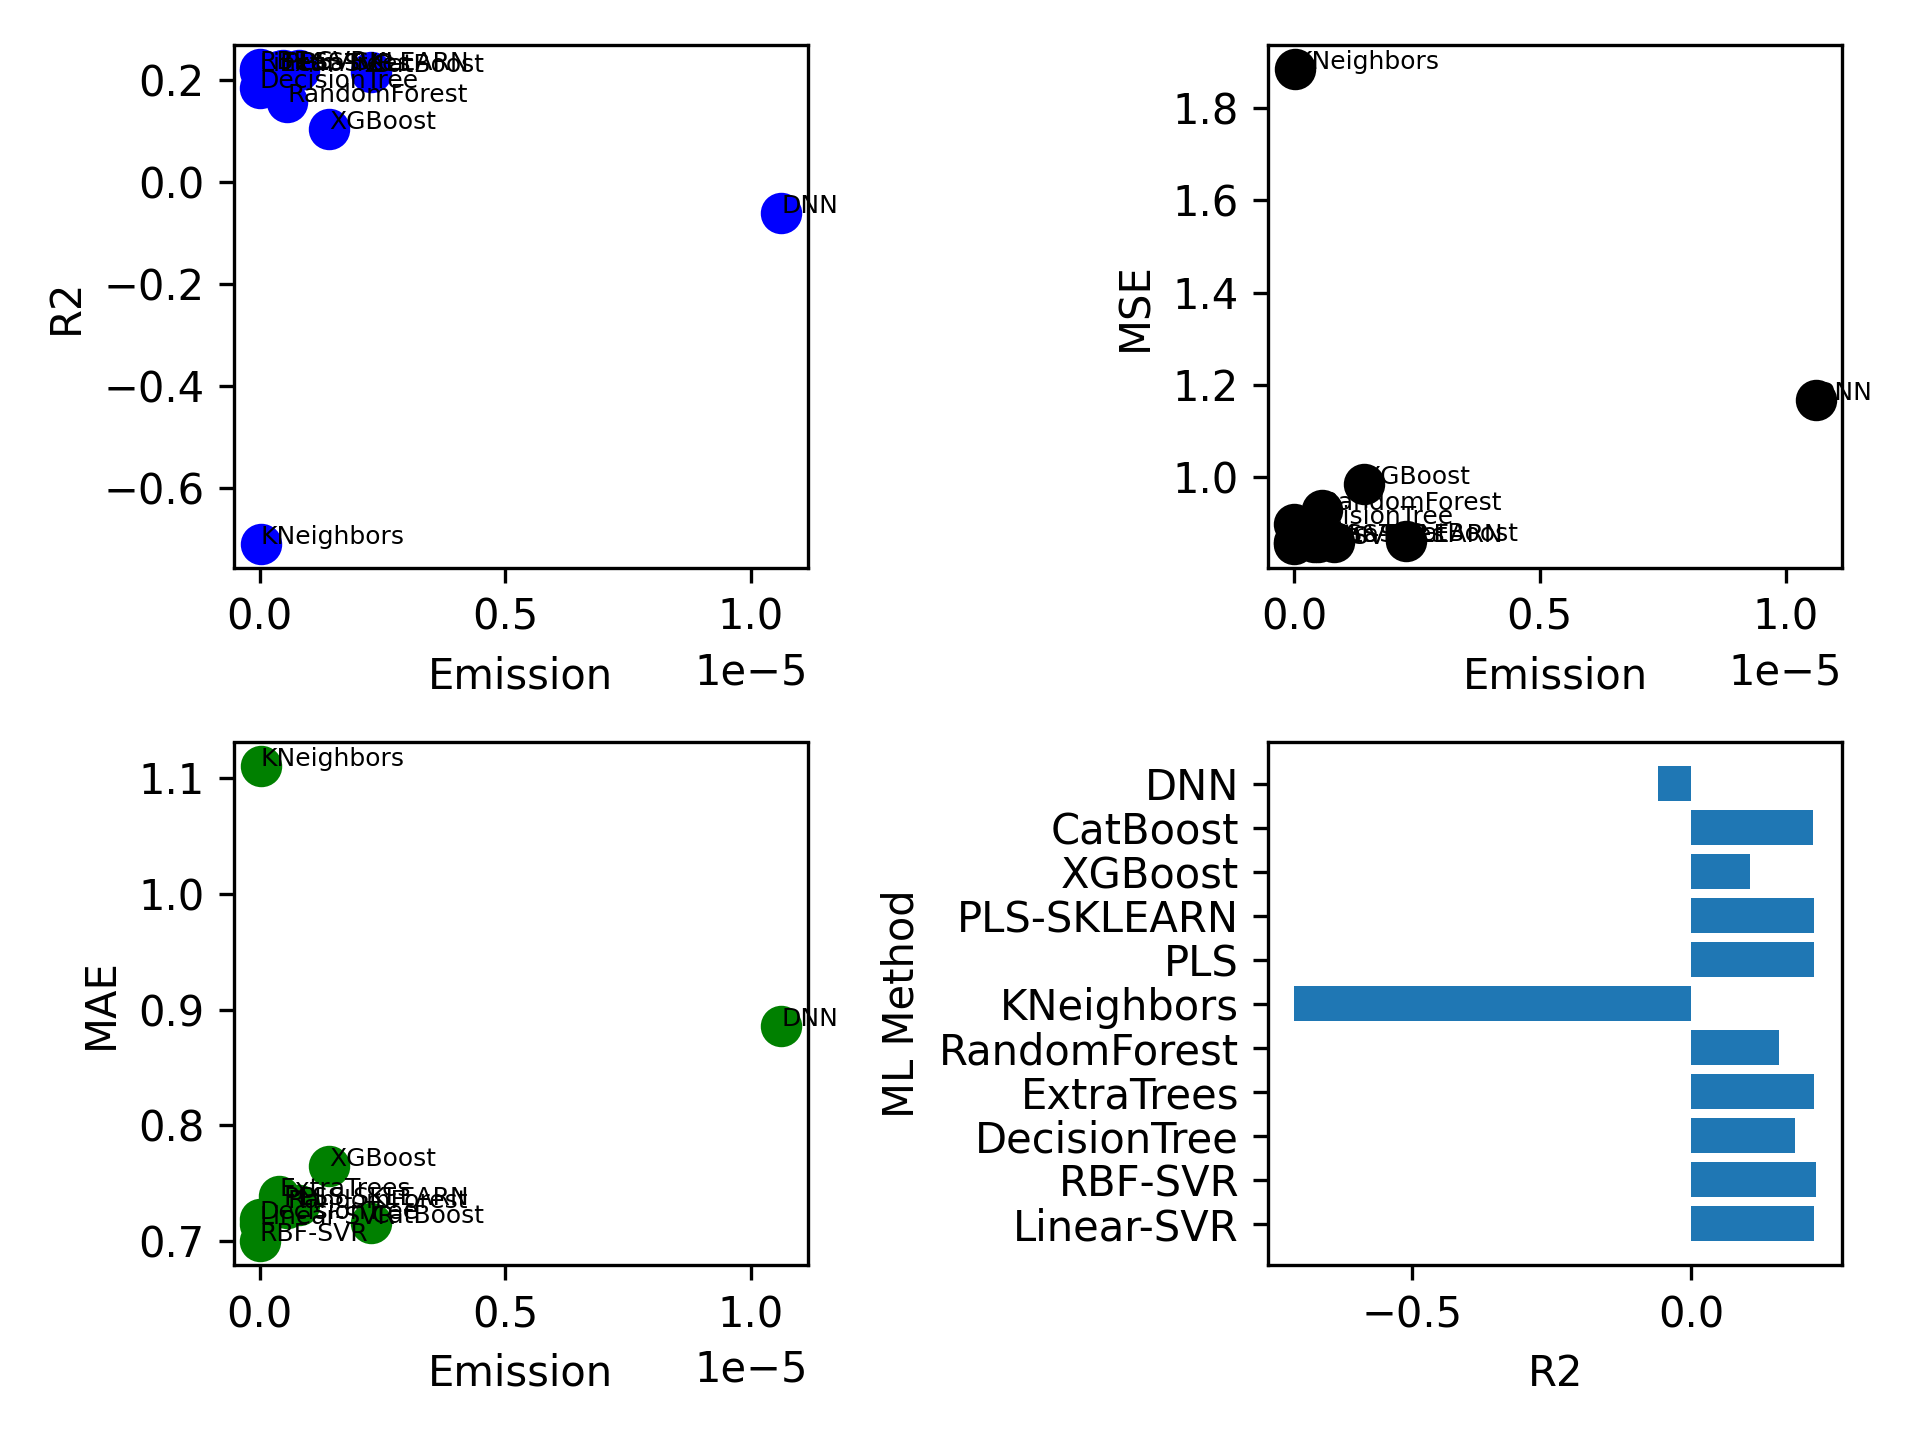 0.2
0.0
−0.2
−0.4
−0.6
R2
DecisionTree
RandomForest
XGBoost
DNN
KNeighbors
0.0
0.5
1.0
Emission
1e−5
1.8
1.6
1.4
1.2
1.0
MSE
KNeighbors
DNN
XGBoost
RandomForest
0.0
0.5
1.0
Emission
1e−5
1.1
1.0
0.9
0.8
0.7
MAE
KNeighbors
DNN
XGBoost
ExtraTrees
CatBoost
RBF-SVR
0.0
0.5
1.0
Emission
1e−5
ML Method
DNN
CatBoost
XGBoost
PLS-SKLEARN
PLS
KNeighbors
RandomForest
ExtraTrees
DecisionTree
RBF-SVR
Linear-SVR
−0.5
0.0
R2